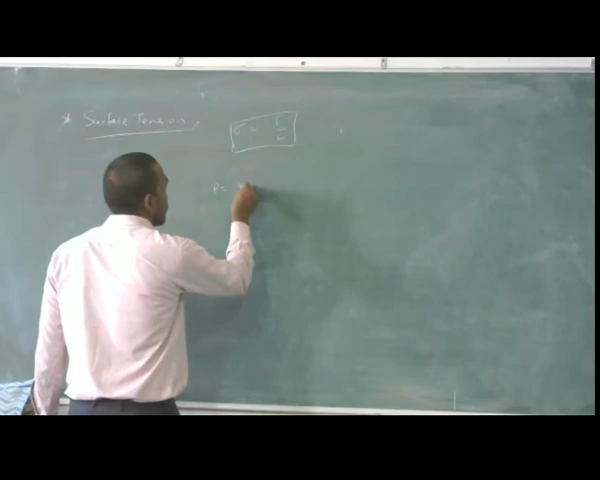 * Surface Tension :
σ = F / L
P =